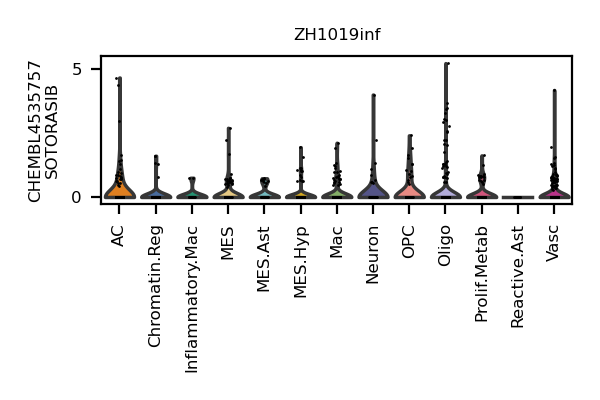 ZH1019inf
CHEMBL4535757
SOTORASIB
5
0
AC
Chromatin.Reg
Inflammatory.Mac
MES
MES.Ast
MES.Hyp
Mac
Neuron
OPC
Oligo
Prolif.Metab
Reactive.Ast
Vasc